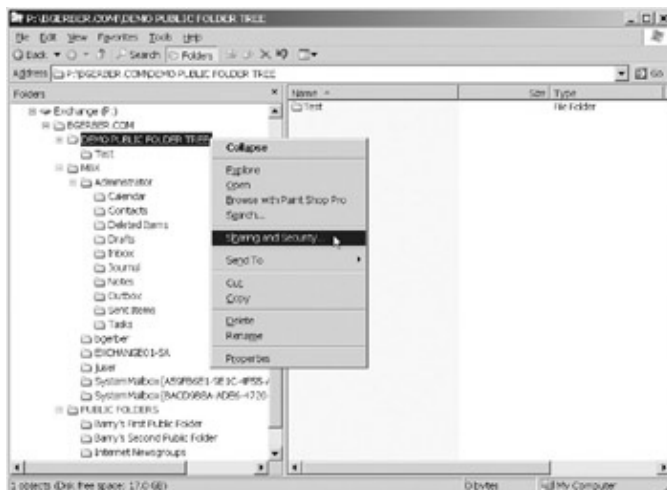 P:\BGERBER.COM\DEMO PUBLIC FOLDER TREE
File Edit View Favorites Tools Help
Back Search Folders
Address P:\BGERBER.COM\DEMO PUBLIC FOLDER TREE Go
Folders
Name Size Type
Exchange (P:)
Test File Folder
BGERBER.COM
DEMO PUBLIC FOLDER TREE
Test
MBX
Administrator
Calendar
Contacts
Deleted Items
Drafts
Inbox
Journal
Notes
Outbox
Sent Items
Tasks
bgerber
EXCHANGE01-SA
juser
SystemMailbox
SystemMailbox
PUBLIC FOLDERS
Barry's First Public Folder
Barry's Second Public Folder
Internet Newsgroups
Collapse
Explore
Open
Browse with Paint Shop Pro
Search...
Sharing and Security...
Send To
Cut
Copy
Delete
Rename
Properties
1 objects (Disk free space: 17.0 GB) 0 bytes My Computer